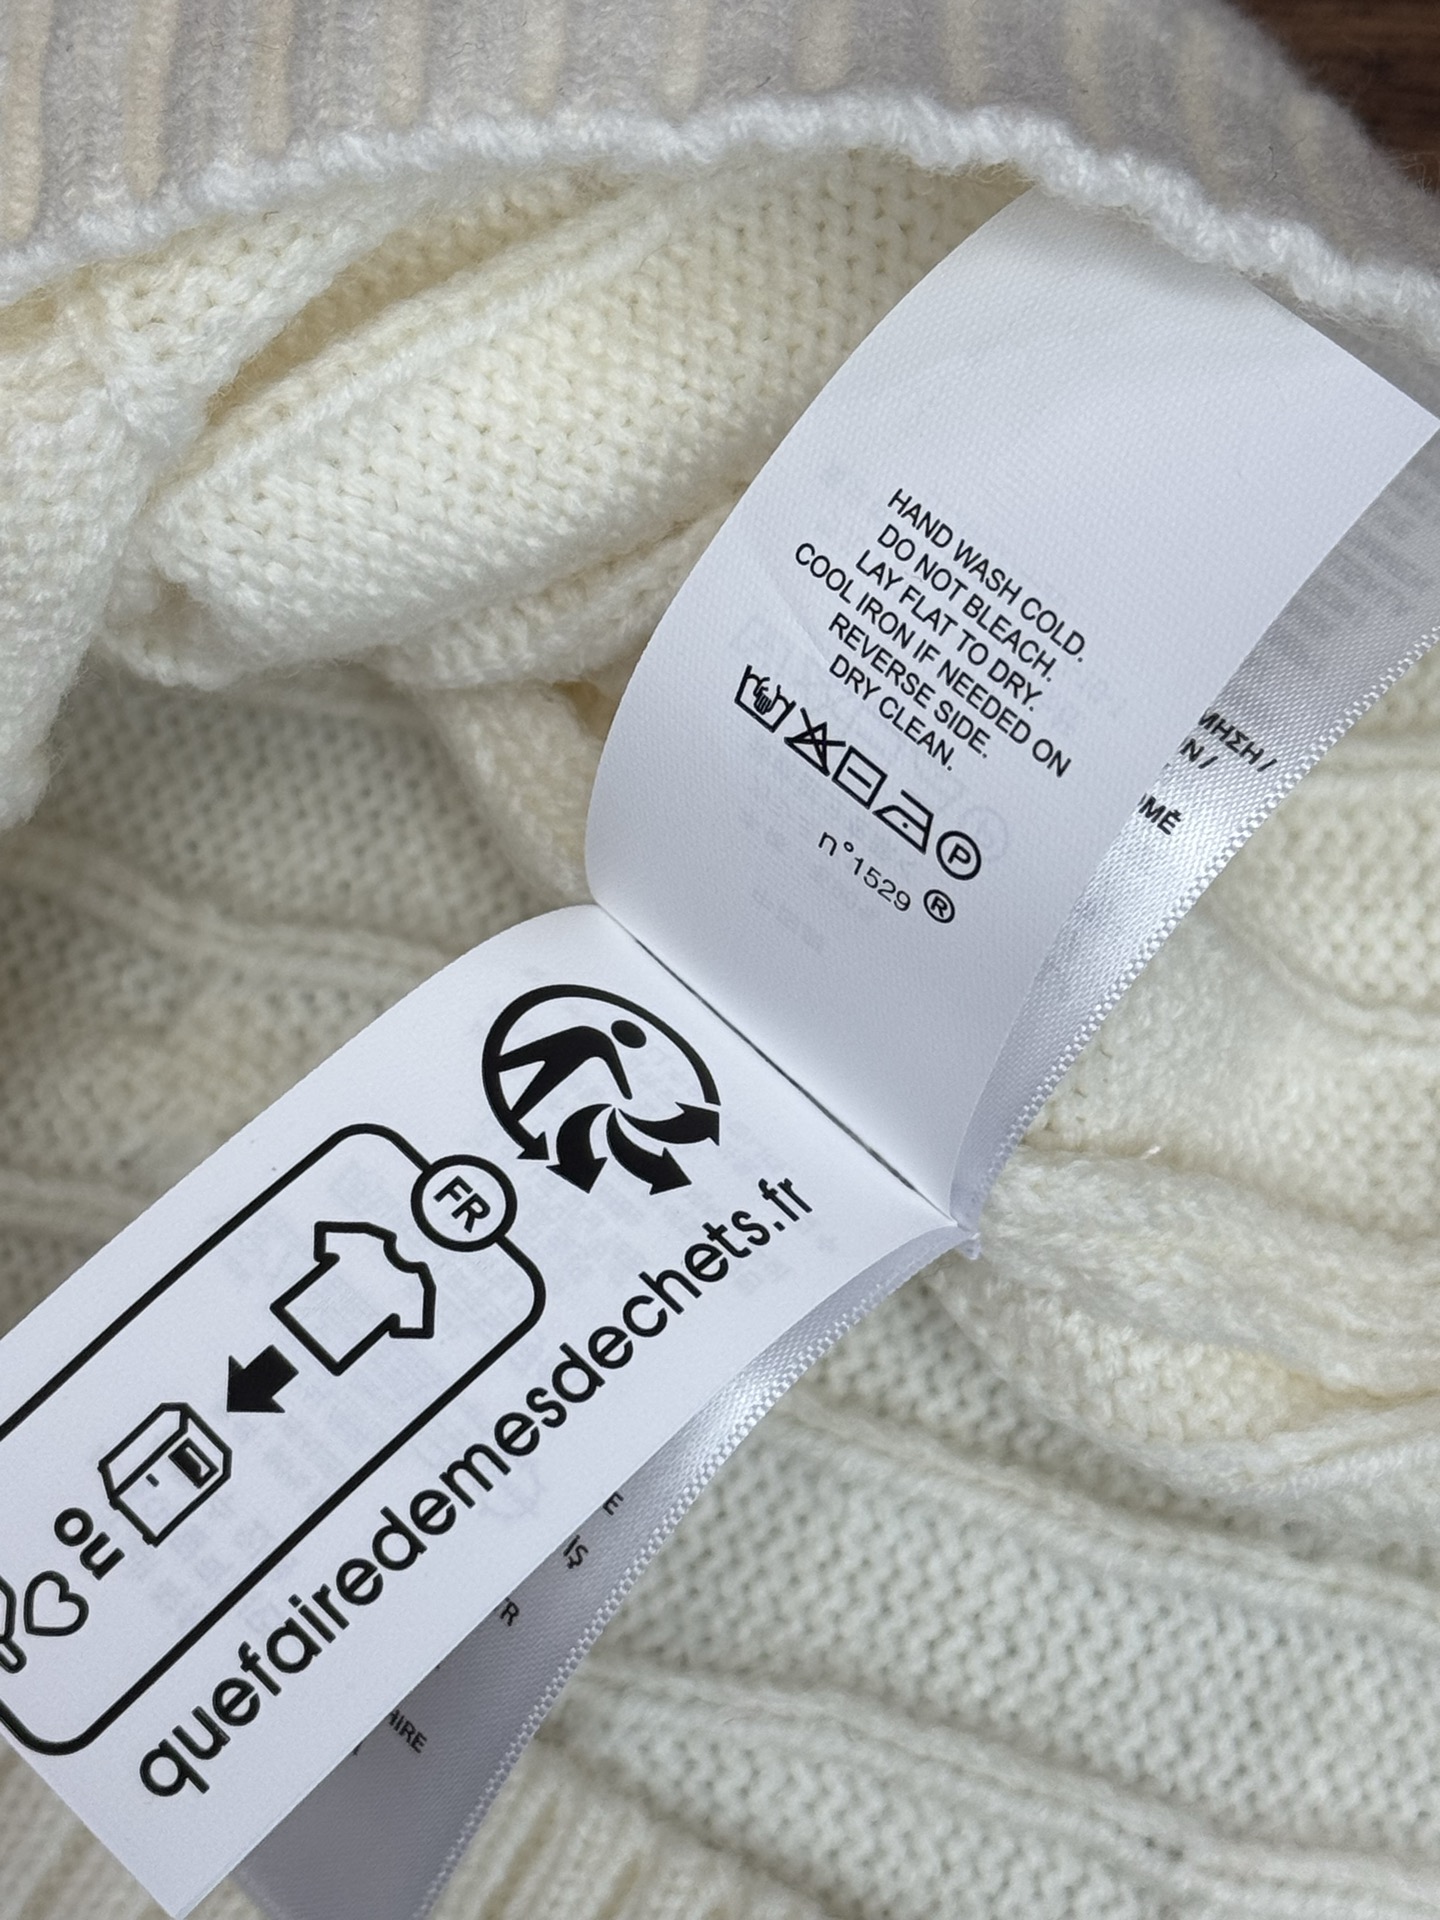 HAND WASH COLD.
DO NOT BLEACH.
LAY FLAT TO DRY.
COOL IRON IF NEEDED ON
REVERSE SIDE.
DRY CLEAN.
P
n°1529 ®
FR
OU
quefairedemesdechets.fr